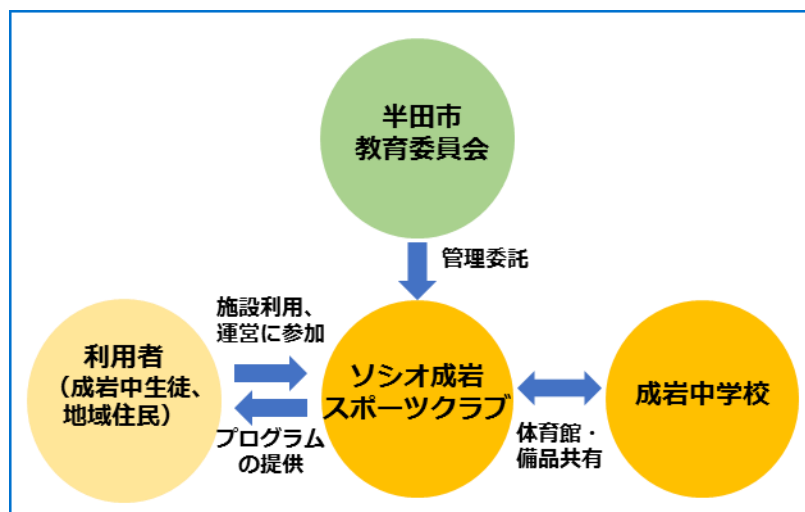 半田市
教育委員会
管理委託
施設利用、
運営に参加
利用者
（成岩中生徒、
地域住民）
プログラム
の提供
ソシオ成岩
スポーツクラブ
体育館・
備品共有
成岩中学校